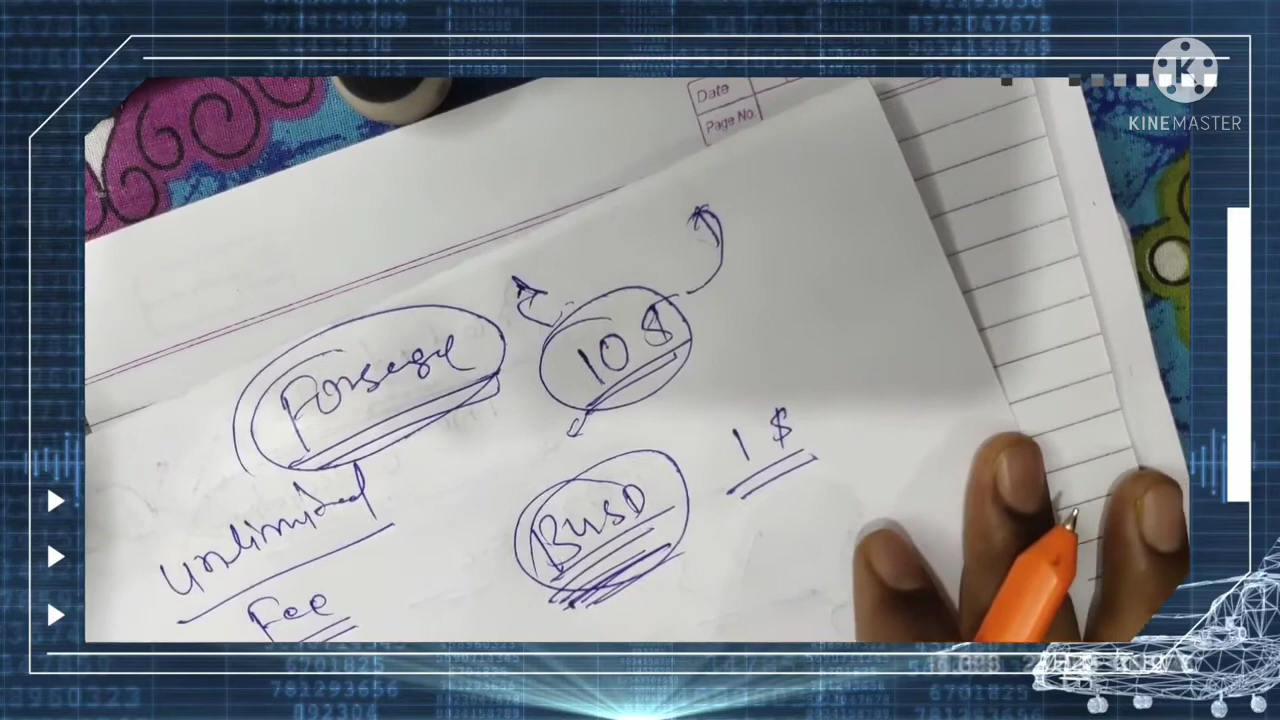 KINEMASTER
Date
Page No.
Forsage
10 $
1 $
BUSD
Unlimited
Fee